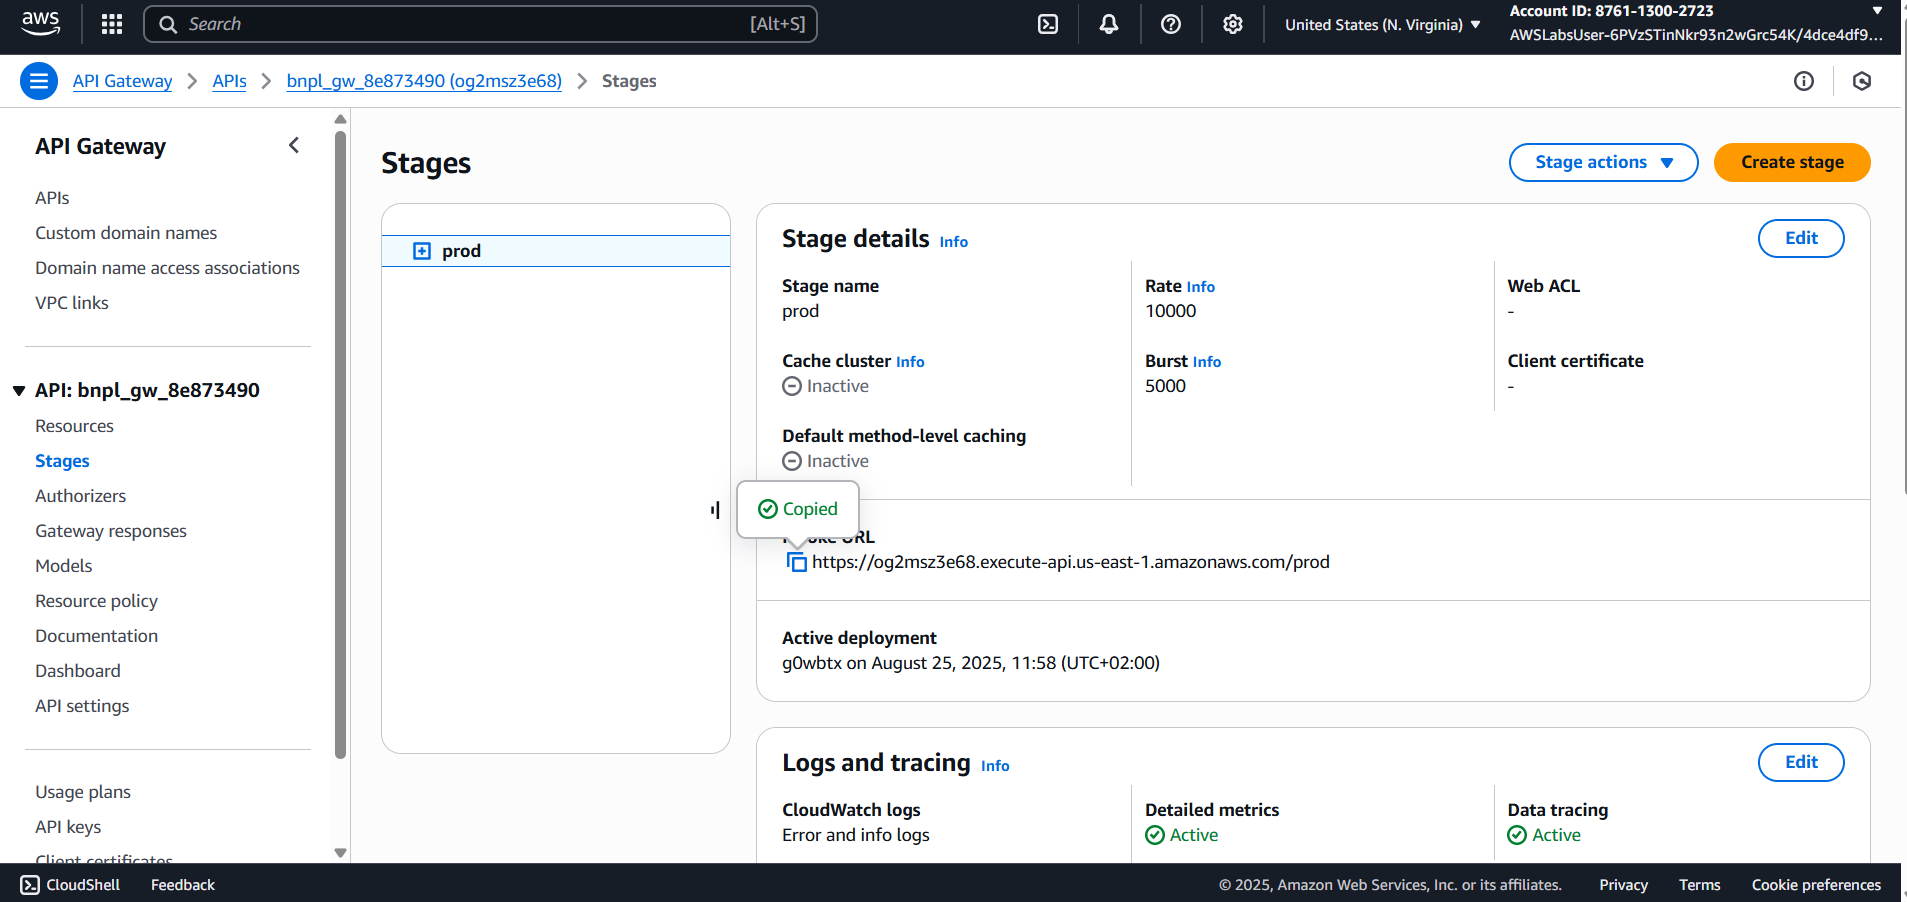 aws
Search [Alt+S]
United States (N. Virginia)
Account ID: 8761-1300-2723
AWSLabsUser-6PVzSTinNkr93n2wGrc54K/4dce4df9...
API Gateway APIs bnpl_gw_8e873490 (og2msz3e68) Stages
API Gateway
APIs
Custom domain names
Domain name access associations
VPC links
API: bnpl_gw_8e873490
Resources
Stages
Authorizers
Gateway responses
Models
Resource policy
Documentation
Dashboard
API settings
Usage plans
API keys
Client certificates
Stages
Stage actions
Create stage
prod
Stage details Info
Edit
Stage name
prod
Rate Info
10000
Web ACL
-
Cache cluster Info
Inactive
Burst Info
5000
Client certificate
-
Default method-level caching
Inactive
Copied
URL
https://og2msz3e68.execute-api.us-east-1.amazonaws.com/prod
Active deployment
g0wbtx on August 25, 2025, 11:58 (UTC+02:00)
Logs and tracing Info
Edit
CloudWatch logs
Error and info logs
Detailed metrics
Active
Data tracing
Active
CloudShell Feedback
© 2025, Amazon Web Services, Inc. or its affiliates. Privacy Terms Cookie preferences